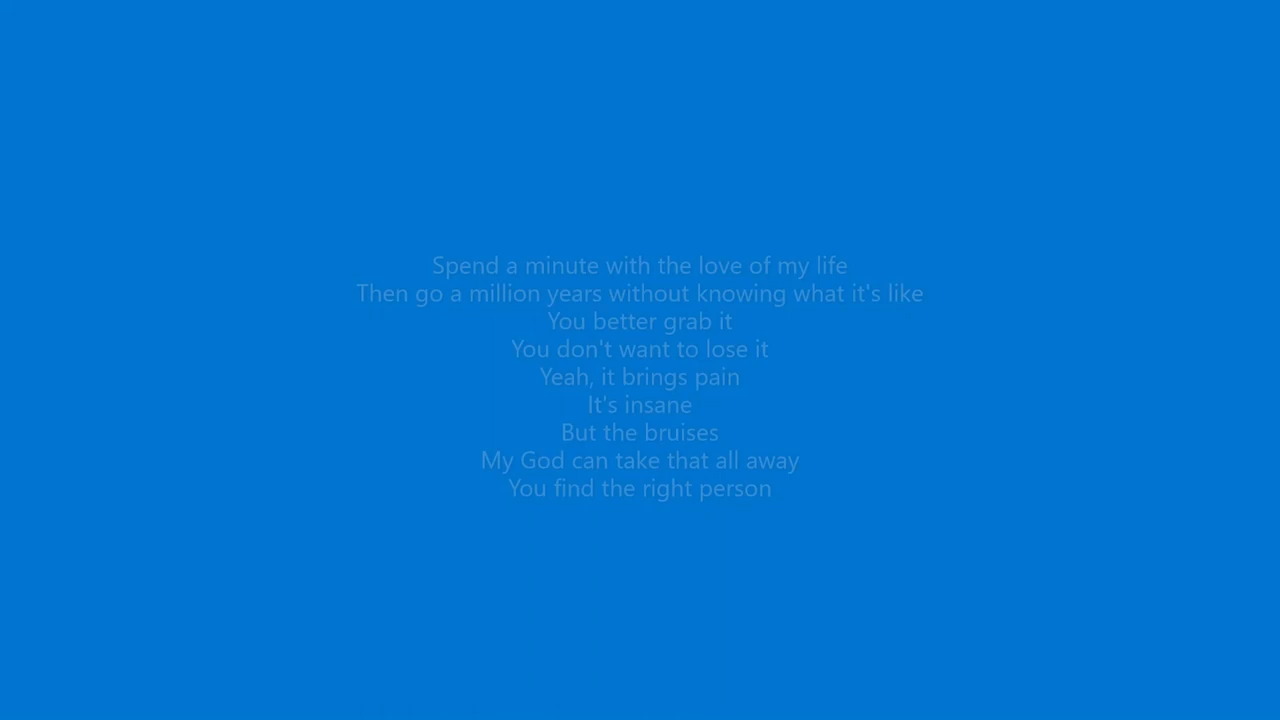 Spend a minute with the love of my life
Then go a million years without knowing what it's like
You better grab it
You don't want to lose it
Yeah, it brings pain
It's insane
But the bruises
My God can take that all away
You find the right person